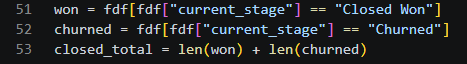 51 won = fdf[fdf["current_stage"] == "Closed Won"]
52 churned = fdf[fdf["current_stage"] == "Churned"]
53 closed_total = len(won) + len(churned)